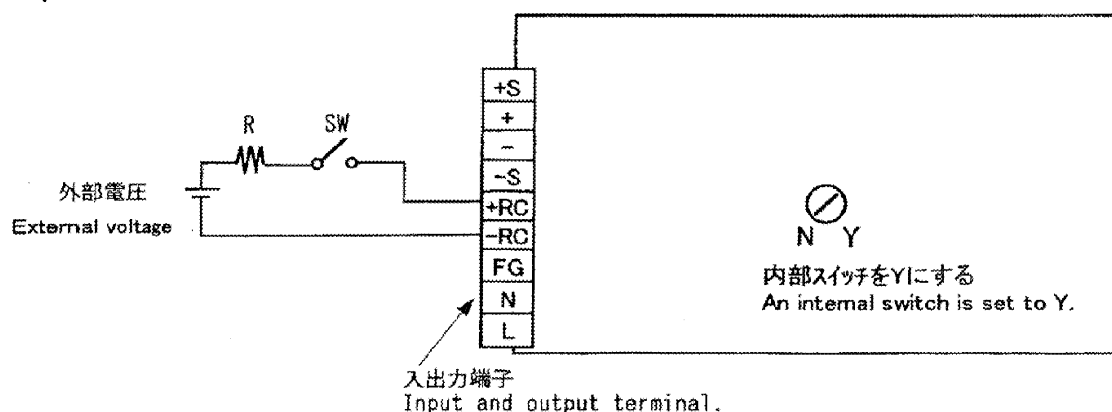 +S
+
-
-S
+RC
-RC
FG
N
L
R
SW
外部電圧
External voltage
N Y
内部スイッチをYにする
An internal switch is set to Y.
入出力端子
Input and output terminal.